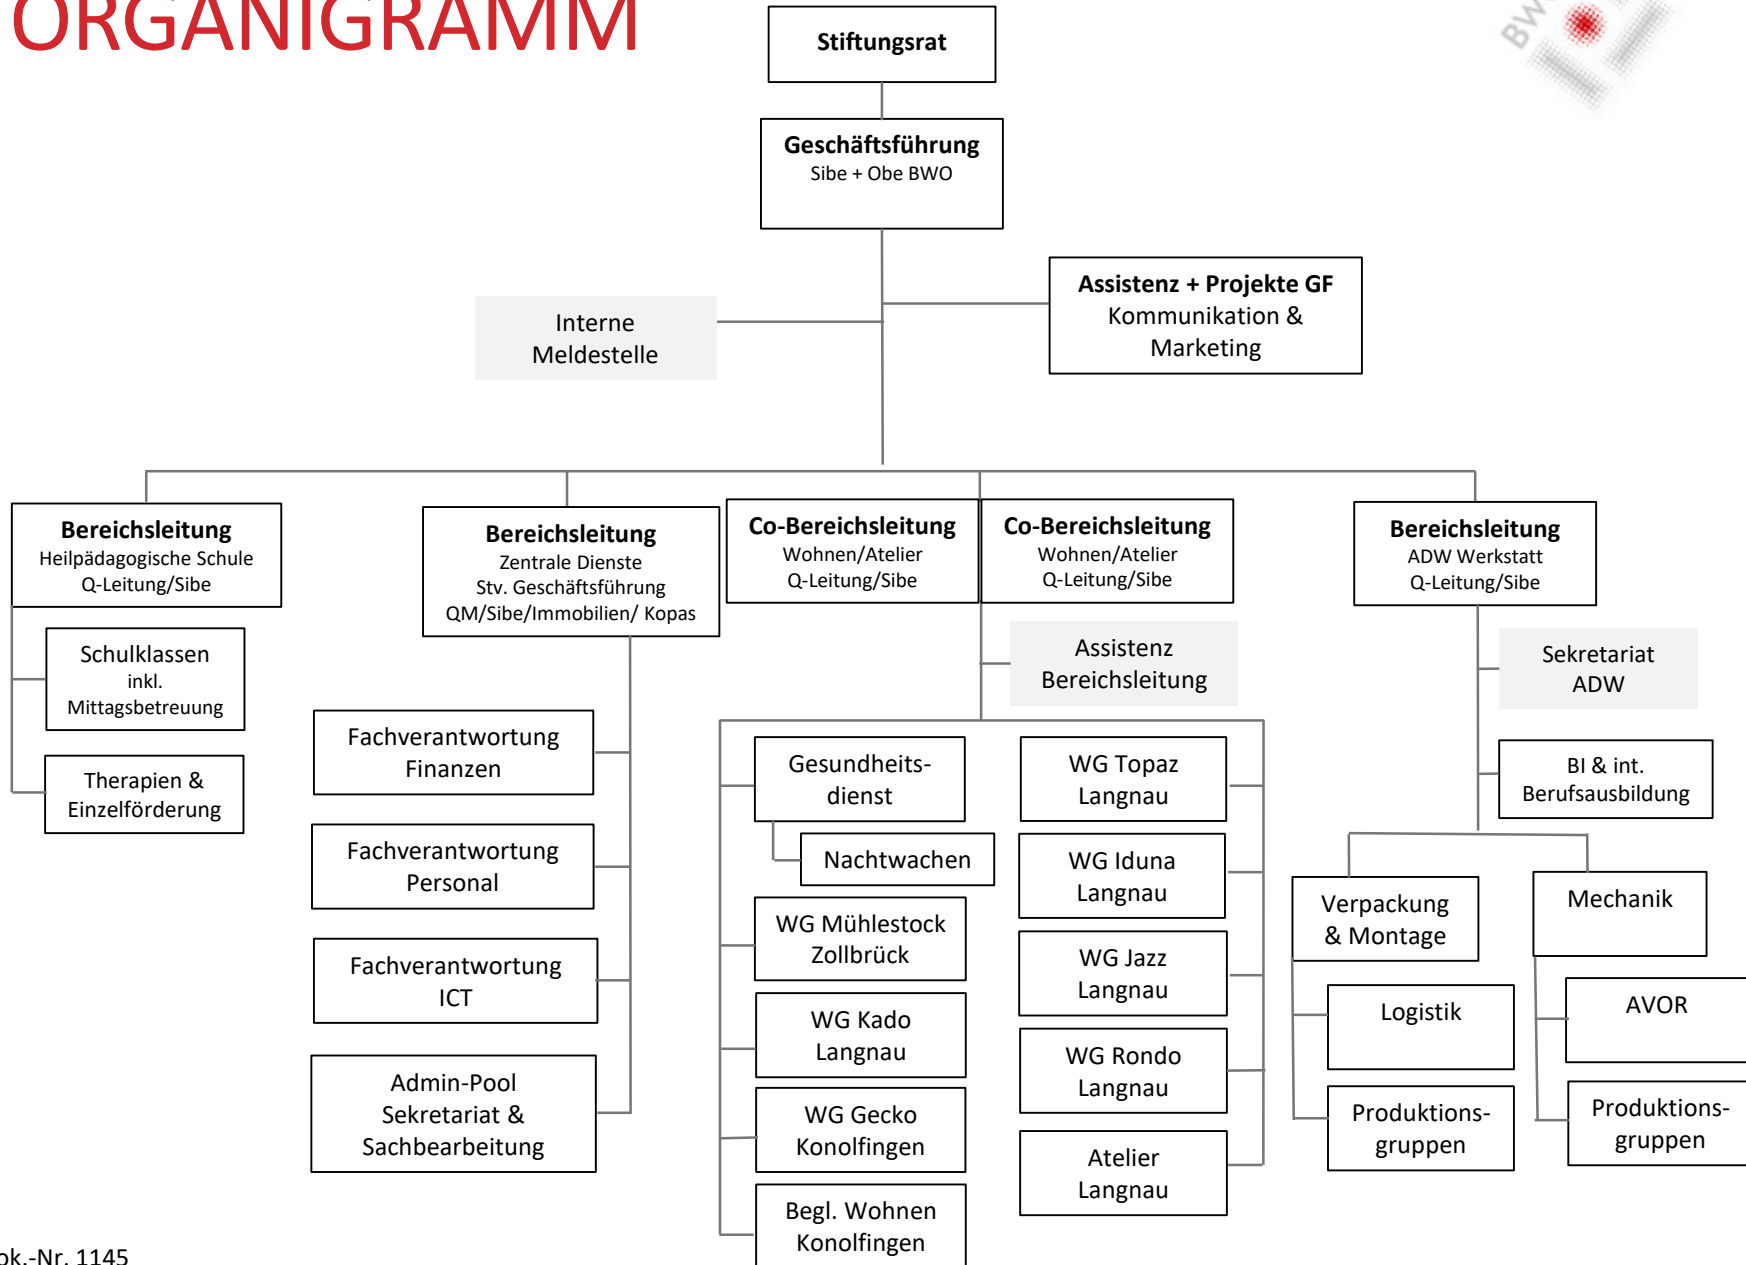 ORGANIGRAMM
BWO
Stiftungsrat
Geschäftsführung
Sibe + Obe BWO
Assistenz + Projekte GF
Kommunikation &
Marketing
Interne
Meldestelle
Bereichsleitung
Heilpädagogische Schule
Q-Leitung/Sibe
Schulklassen
inkl.
Mittagsbetreuung
Therapien &
Einzelförderung
Bereichsleitung
Zentrale Dienste
Stv. Geschäftsführung
QM/Sibe/Immobilien/ Kopas
Fachverantwortung
Finanzen
Fachverantwortung
Personal
Fachverantwortung
ICT
Admin-Pool
Sekretariat &
Sachbearbeitung
Co-Bereichsleitung
Wohnen/Atelier
Q-Leitung/Sibe
Co-Bereichsleitung
Wohnen/Atelier
Q-Leitung/Sibe
Assistenz
Bereichsleitung
Gesundheits-
dienst
Nachtwachen
WG Mühlestock
Zollbrück
WG Kado
Langnau
WG Gecko
Konolfingen
Begl. Wohnen
Konolfingen
WG Topaz
Langnau
WG Iduna
Langnau
WG Jazz
Langnau
WG Rondo
Langnau
Atelier
Langnau
Bereichsleitung
ADW Werkstatt
Q-Leitung/Sibe
Sekretariat
ADW
BI & int.
Berufsausbildung
Verpackung
& Montage
Logistik
Produktions-
gruppen
Mechanik
AVOR
Produktions-
gruppen
ok.-Nr. 1145